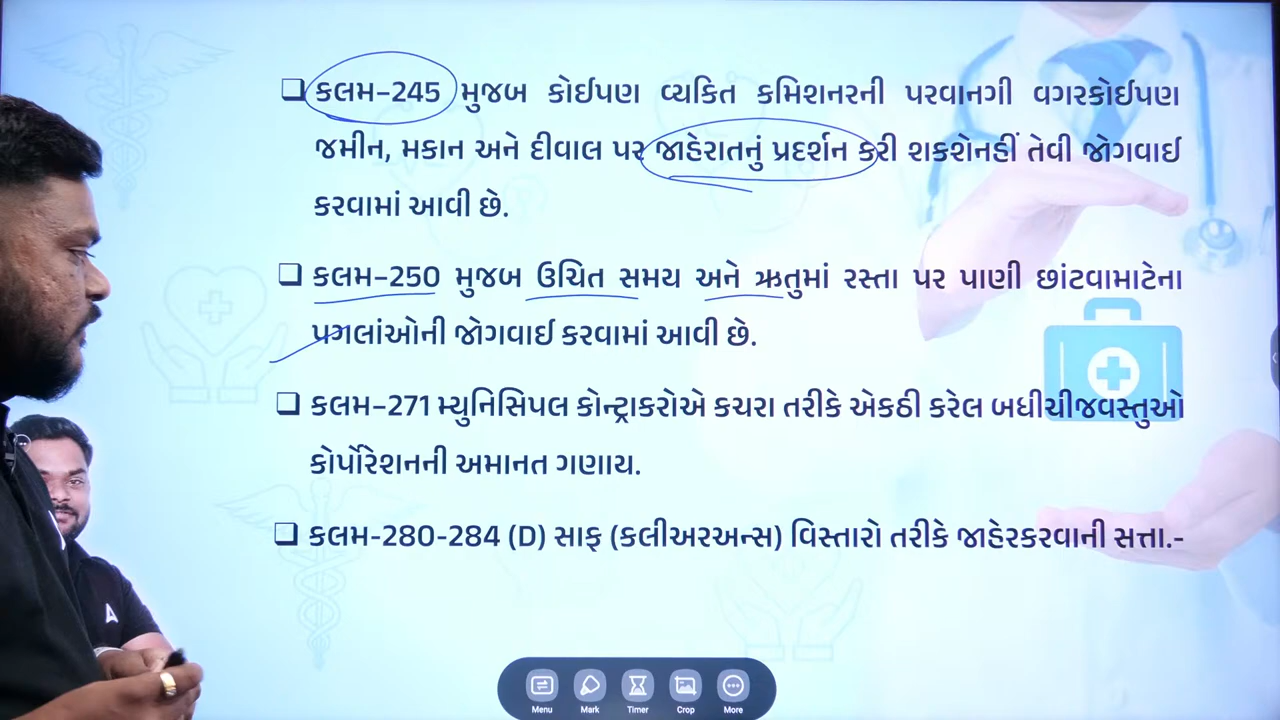 ❑ કલમ–245 મુજબ કોઈપણ વ્યકિત કમિશનરની પરવાનગી વગરકોઈપણ
જમીન, મકાન અને દીવાલ પર જાહેરાતનું પ્રદર્શન કરી શકશેનહીં તેવી જોગવાઈ
કરવામાં આવી છે.
❑ કલમ–250 મુજબ ઉચિત સમય અને ઋતુમાં રસ્તા પર પાણી છાંટવામાટેના
પગલાંઓની જોગવાઈ કરવામાં આવી છે.
❑ કલમ–271 મ્યુનિસિપલ કોન્ટ્રાકરોએ કચરા તરીકે એકઠી કરેલ બધીચીજવસ્તુઓ
કોર્પોરેશનની અમાનત ગણાય.
❑ કલમ-280-284 (D) સાફ (કલીઅરઅન્સ) વિસ્તારો તરીકે જાહેરકરવાની સત્તા.-
Menu Mark Timer Crop More